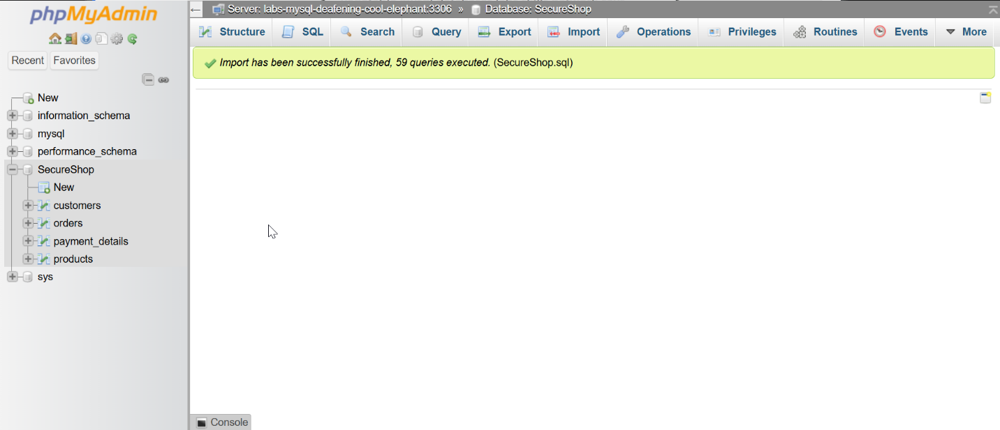 phpMyAdmin
Recent Favorites
New
information_schema
mysql
performance_schema
SecureShop
New
customers
orders
payment_details
products
sys
Server: labs-mysql-deafening-cool-elephant:3306 » Database: SecureShop
Structure SQL Search Query Export Import Operations Privileges Routines Events More
Import has been successfully finished, 59 queries executed. (SecureShop.sql)
Console